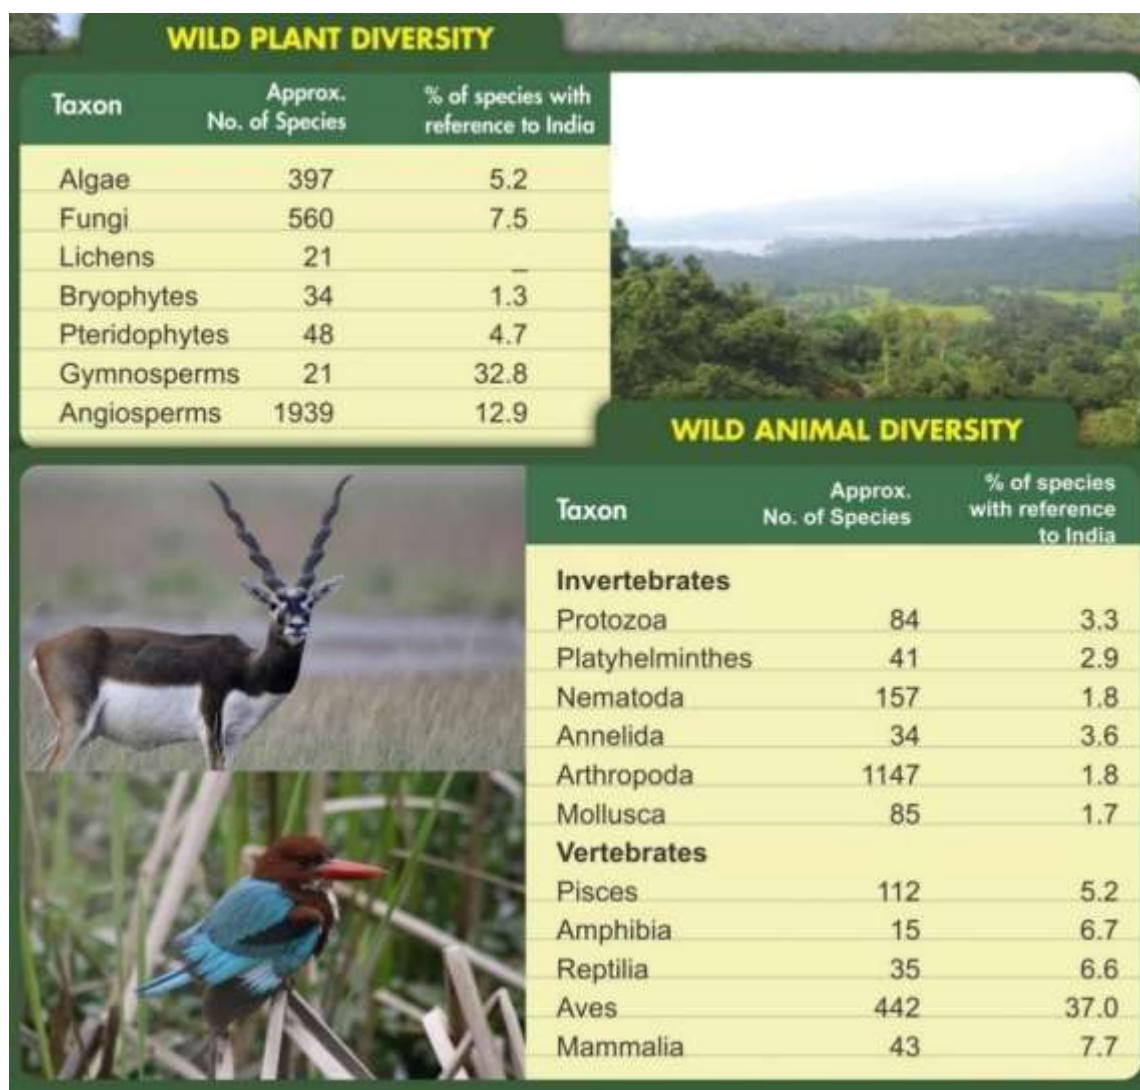 WILD PLANT DIVERSITY
Taxon Approx. No. of Species % of species with reference to India
Algae 397 5.2
Fungi 560 7.5
Lichens 21 _
Bryophytes 34 1.3
Pteridophytes 48 4.7
Gymnosperms 21 32.8
Angiosperms 1939 12.9
WILD ANIMAL DIVERSITY
Taxon Approx. No. of Species % of species with reference to India
Invertebrates
Protozoa 84 3.3
Platyhelminthes 41 2.9
Nematoda 157 1.8
Annelida 34 3.6
Arthropoda 1147 1.8
Mollusca 85 1.7
Vertebrates
Pisces 112 5.2
Amphibia 15 6.7
Reptilia 35 6.6
Aves 442 37.0
Mammalia 43 7.7